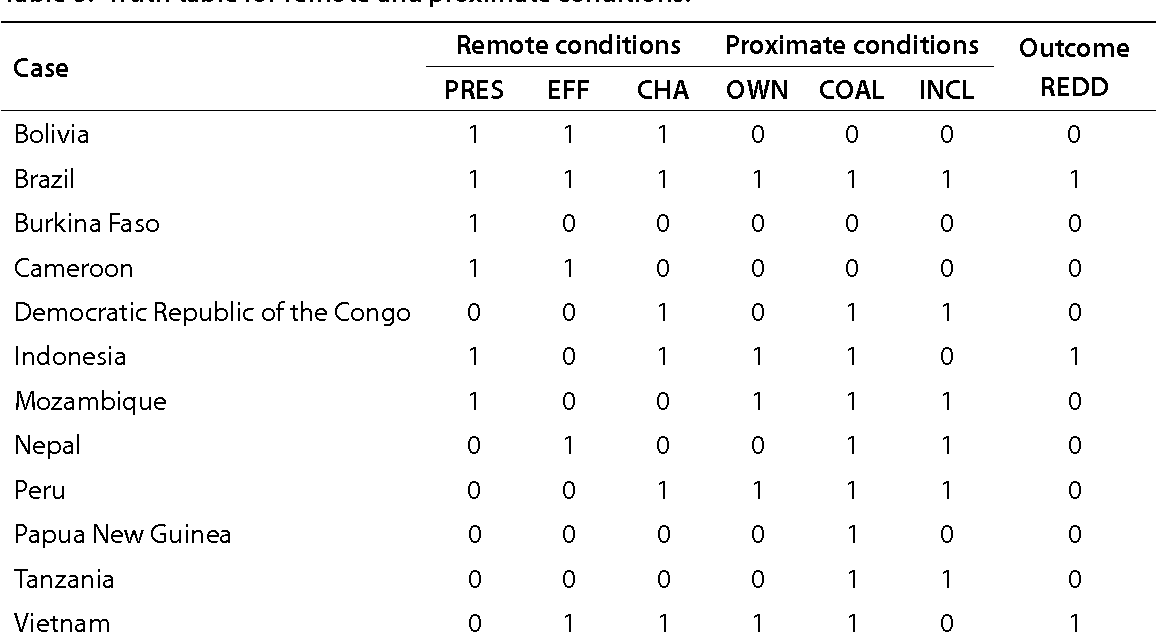 Table 3. Truth table for remote and proximate conditions.
Case Remote conditions Proximate conditions Outcome REDD
PRES EFF CHA OWN COAL INCL
Bolivia 1 1 1 0 0 0 0
Brazil 1 1 1 1 1 1 1
Burkina Faso 1 0 0 0 0 0 0
Cameroon 1 1 0 0 0 0 0
Democratic Republic of the Congo 0 0 1 0 1 1 0
Indonesia 1 0 1 1 1 0 1
Mozambique 1 0 0 1 1 1 0
Nepal 0 1 0 0 1 1 0
Peru 0 0 1 1 1 1 0
Papua New Guinea 0 0 0 0 1 0 0
Tanzania 0 0 0 0 1 1 0
Vietnam 0 1 1 1 1 0 1